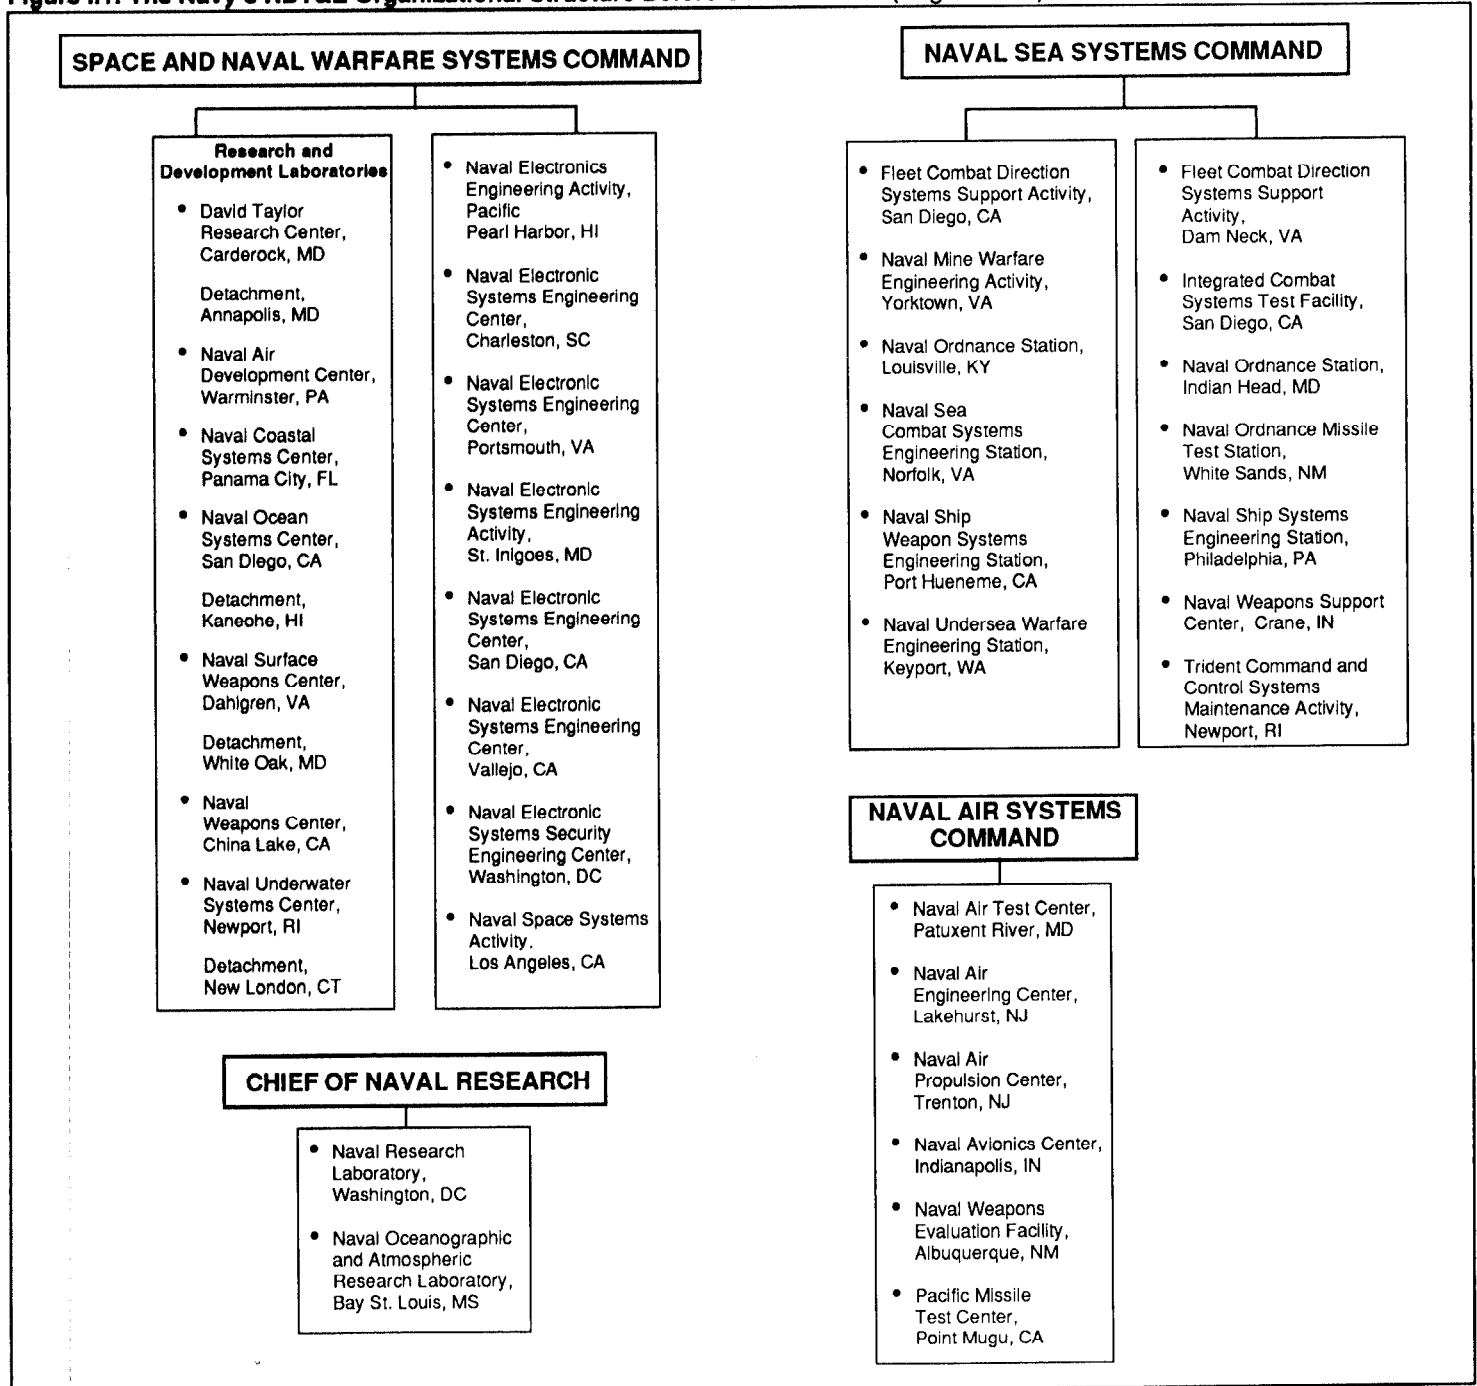 SPACE AND NAVAL WARFARE SYSTEMS COMMAND
Research and
Development Laboratories
• David Taylor
Research Center,
Carderock, MD
Detachment,
Annapolis, MD
• Naval Air
Development Center,
Warminster, PA
• Naval Coastal
Systems Center,
Panama City, FL
• Naval Ocean
Systems Center,
San Diego, CA
Detachment,
Kaneohe, HI
• Naval Surface
Weapons Center,
Dahlgren, VA
Detachment,
White Oak, MD
• Naval
Weapons Center,
China Lake, CA
• Naval Underwater
Systems Center,
Newport, RI
Detachment,
New London, CT
• Naval Electronics
Engineering Activity,
Pacific
Pearl Harbor, HI
• Naval Electronic
Systems Engineering
Center,
Charleston, SC
• Naval Electronic
Systems Engineering
Center,
Portsmouth, VA
• Naval Electronic
Systems Engineering
Activity,
St. Inigoes, MD
• Naval Electronic
Systems Engineering
Center,
San Diego, CA
• Naval Electronic
Systems Engineering
Center,
Vallejo, CA
• Naval Electronic
Systems Security
Engineering Center,
Washington, DC
• Naval Space Systems
Activity,
Los Angeles, CA
CHIEF OF NAVAL RESEARCH
• Naval Research
Laboratory,
Washington, DC
• Naval Oceanographic
and Atmospheric
Research Laboratory,
Bay St. Louis, MS
NAVAL SEA SYSTEMS COMMAND
• Fleet Combat Direction
Systems Support Activity,
San Diego, CA
• Naval Mine Warfare
Engineering Activity,
Yorktown, VA
• Naval Ordnance Station,
Louisville, KY
• Naval Sea
Combat Systems
Engineering Station,
Norfolk, VA
• Naval Ship
Weapon Systems
Engineering Station,
Port Hueneme, CA
• Naval Undersea Warfare
Engineering Station,
Keyport, WA
• Fleet Combat Direction
Systems Support
Activity,
Dam Neck, VA
• Integrated Combat
Systems Test Facility,
San Diego, CA
• Naval Ordnance Station,
Indian Head, MD
• Naval Ordnance Missile
Test Station,
White Sands, NM
• Naval Ship Systems
Engineering Station,
Philadelphia, PA
• Naval Weapons Support
Center, Crane, IN
• Trident Command and
Control Systems
Maintenance Activity,
Newport, RI
NAVAL AIR SYSTEMS
COMMAND
• Naval Air Test Center,
Patuxent River, MD
• Naval Air
Engineering Center,
Lakehurst, NJ
• Naval Air
Propulsion Center,
Trenton, NJ
• Naval Avionics Center,
Indianapolis, IN
• Naval Weapons
Evaluation Facility,
Albuquerque, NM
• Pacific Missile
Test Center,
Point Mugu, CA